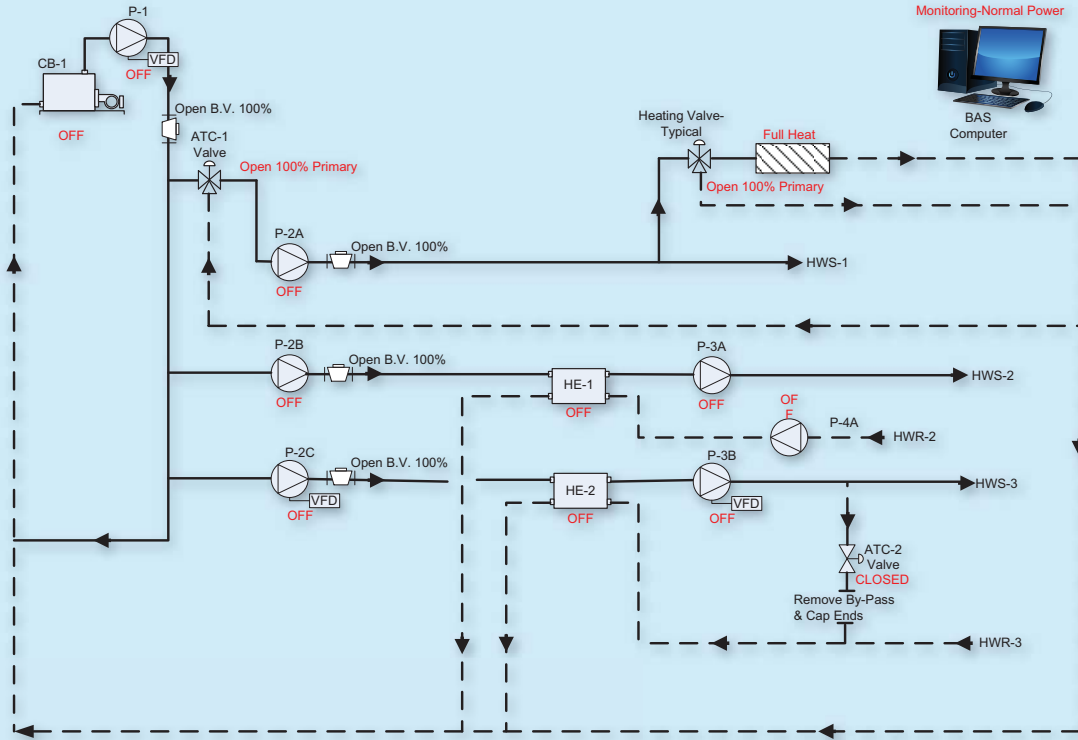 P-1
Monitoring-Normal Power
CB-1
VFD
OFF
Open B.V. 100%
OFF
BAS
Computer
ATC-1
Valve
Open 100% Primary
Heating Valve-
Typical
Full Heat
Open 100% Primary
P-2A
Open B.V. 100%
OFF
HWS-1
P-2B
Open B.V. 100%
OFF
HE-1
OFF
P-3A
OFF
HWS-2
OF
F
P-4A
HWR-2
P-2C
Open B.V. 100%
VFD
OFF
HE-2
OFF
P-3B
VFD
OFF
HWS-3
ATC-2
Valve
CLOSED
Remove By-Pass
& Cap Ends
HWR-3